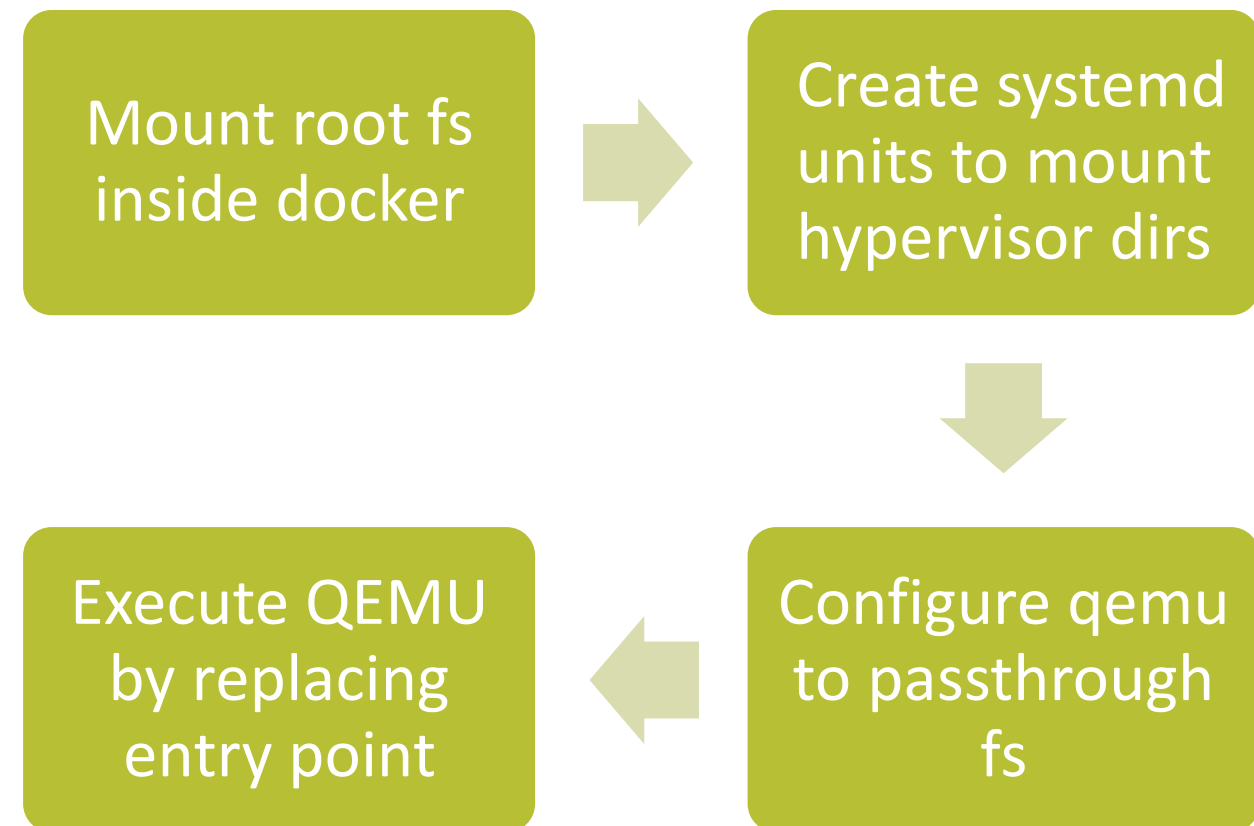 Mount root fs
inside docker
Create systemd
units to mount
hypervisor dirs
Configure qemu
to passthrough
fs
Execute QEMU
by replacing
entry point